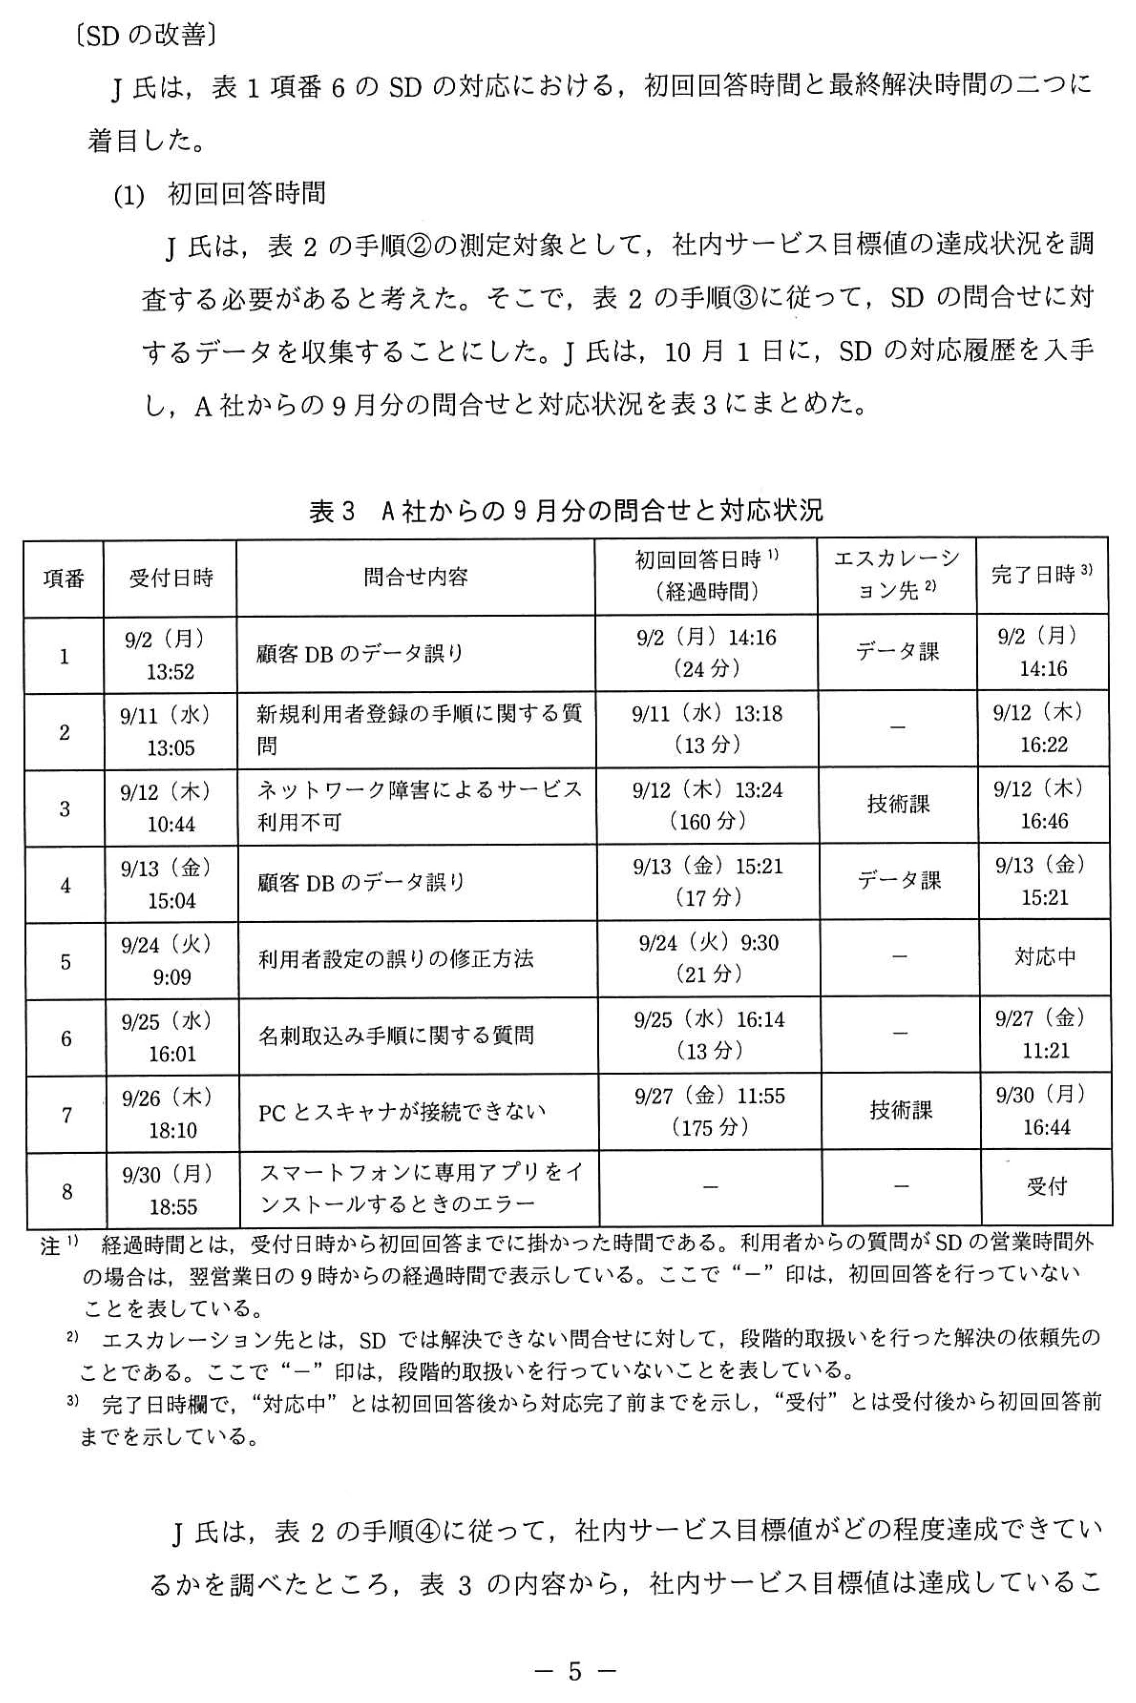 〔SD の改善〕
J 氏は，表 1 項番 6 の SD の対応における，初回回答時間と最終解決時間の二つに
着目した。
(1) 初回回答時間
J 氏は，表 2 の手順②の測定対象として，社内サービス目標値の達成状況を調
査する必要があると考えた。そこで，表 2 の手順③に従って，SD の問合せに対
するデータを収集することにした。J 氏は，10 月 1 日に，SD の対応履歴を入手
し，A 社からの 9 月分の問合せと対応状況を表 3 にまとめた。
表 3 A 社からの 9 月分の問合せと対応状況
項番 受付日時 問合せ内容 初回回答日時 1) （経過時間） エスカレーション先 2) 完了日時 3)
1 9/2（月） 13:52 顧客 DB のデータ誤り 9/2（月）14:16 （24 分） データ課 9/2（月） 14:16
2 9/11（水） 13:05 新規利用者登録の手順に関する質問 9/11（水）13:18 （13 分） － 9/12（木） 16:22
3 9/12（木） 10:44 ネットワーク障害によるサービス利用不可 9/12（木）13:24 （160 分） 技術課 9/12（木） 16:46
4 9/13（金） 15:04 顧客 DB のデータ誤り 9/13（金）15:21 （17 分） データ課 9/13（金） 15:21
5 9/24（火） 9:09 利用者設定の誤りの修正方法 9/24（火）9:30 （21 分） － 対応中
6 9/25（水） 16:01 名刺取込み手順に関する質問 9/25（水）16:14 （13 分） － 9/27（金） 11:21
7 9/26（木） 18:10 PC とスキャナが接続できない 9/27（金）11:55 （175 分） 技術課 9/30（月） 16:44
8 9/30（月） 18:55 スマートフォンに専用アプリをインストールするときのエラー － － 受付
注 1) 経過時間とは，受付日時から初回回答までに掛かった時間である。利用者からの質問が SD の営業時間外
の場合は，翌営業日の 9 時からの経過時間で表示している。ここで“－”印は，初回回答を行っていない
ことを表している。
2) エスカレーション先とは，SD では解決できない問合せに対して，段階的取扱いを行った解決の依頼先の
ことである。ここで“－”印は，段階的取扱いを行っていないことを表している。
3) 完了日時欄で，“対応中”とは初回回答後から対応完了前までを示し，“受付”とは受付後から初回回答前
までを示している。
J 氏は，表 2 の手順④に従って，社内サービス目標値がどの程度達成できてい
るかを調べたところ，表 3 の内容から，社内サービス目標値は達成しているこ
－ 5 －